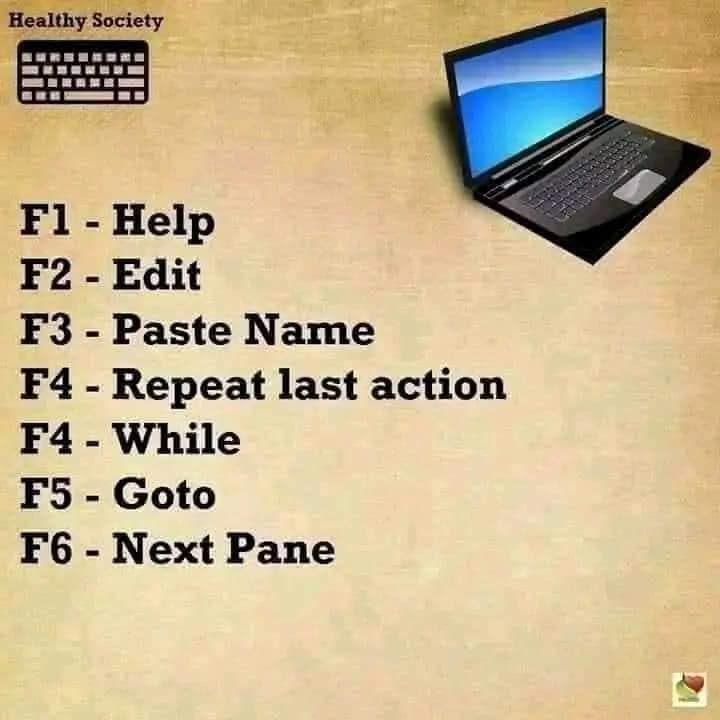 Healthy Society
F1 - Help
F2 - Edit
F3 - Paste Name
F4 - Repeat last action
F4 - While
F5 - Goto
F6 - Next Pane